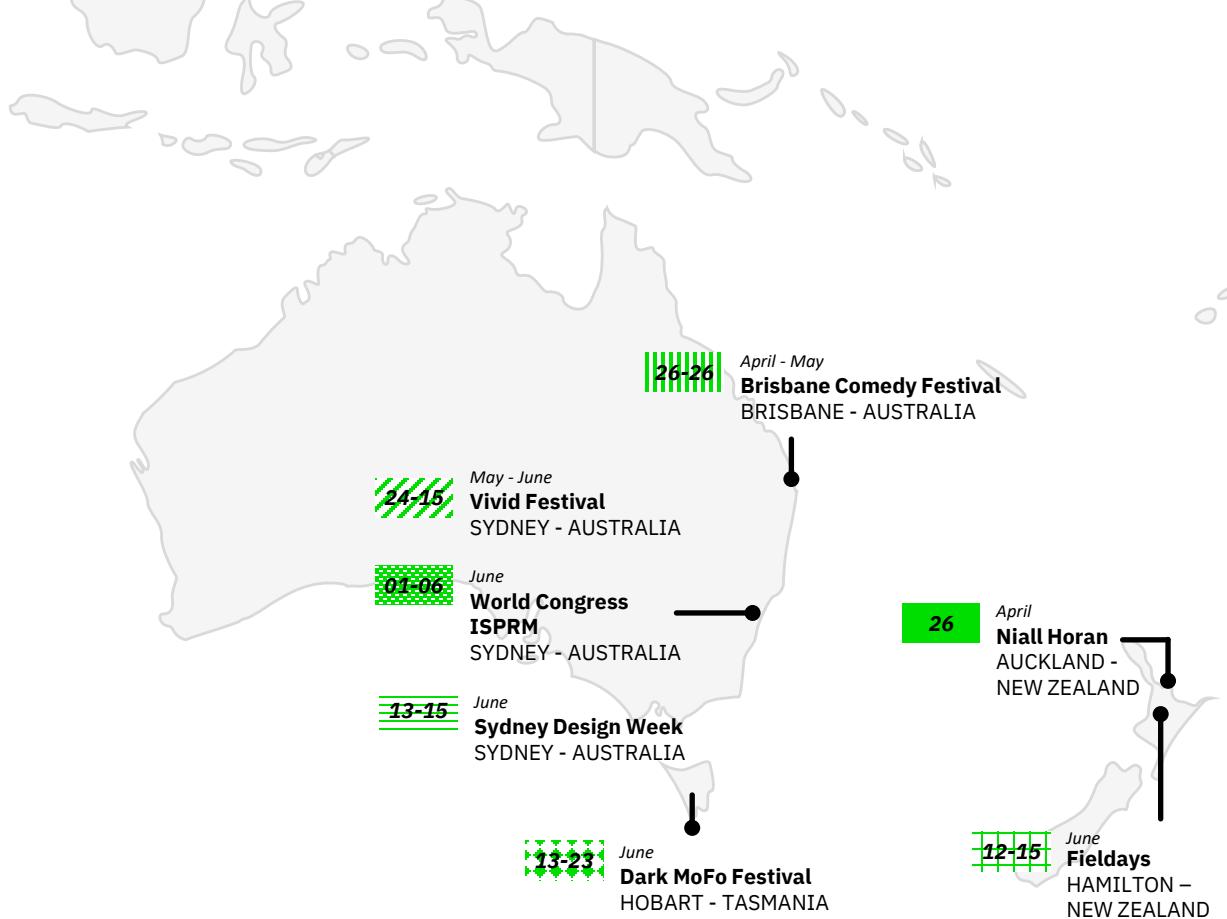 26-26
April - May
Brisbane Comedy Festival
BRISBANE - AUSTRALIA
24-15
May - June
Vivid Festival
SYDNEY - AUSTRALIA
01-06
June
World Congress
ISPRM
SYDNEY - AUSTRALIA
26
April
Niall Horan
AUCKLAND -
NEW ZEALAND
13-15
June
Sydney Design Week
SYDNEY - AUSTRALIA
13-23
June
Dark MoFo Festival
HOBART - TASMANIA
12-15
June
Fieldays
HAMILTON –
NEW ZEALAND